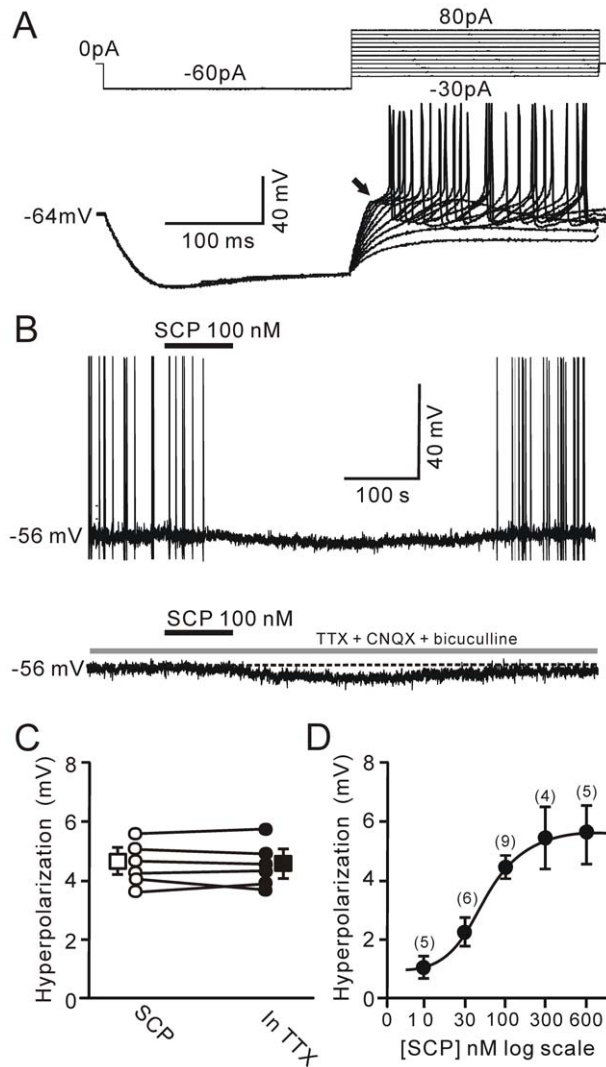 A
0pA
-60pA
80pA
-30pA
-64mV
40 mV
100 ms
B
SCP 100 nM
-56 mV
40 mV
100 s
SCP 100 nM
TTX + CNQX + bicuculline
-56 mV
C
Hyperpolarization (mV)
8
6
4
2
0
SCP
In TTX
D
Hyperpolarization (mV)
8
6
4
2
0
(5)
(6)
(9)
(4)
(5)
0 10 30 100 300 600
[SCP] nM log scale